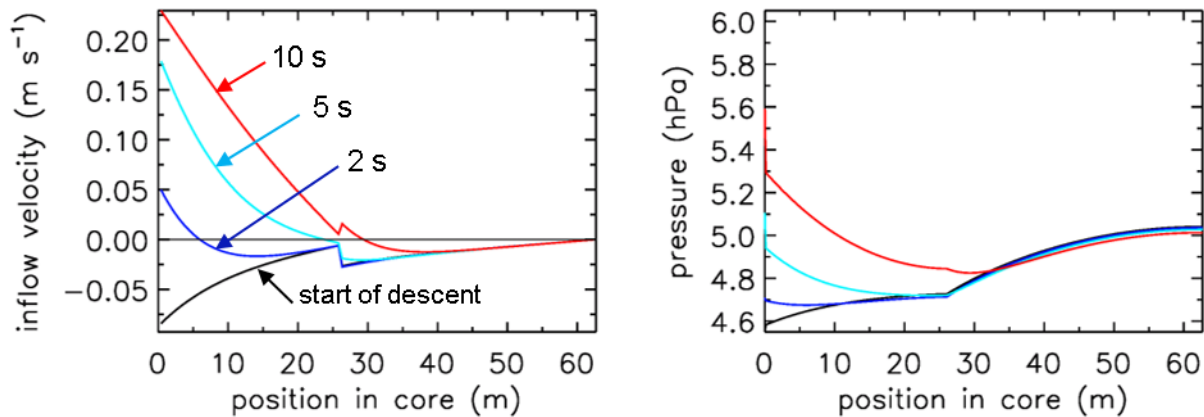 inflow velocity (m s⁻¹)
0.20
0.15
0.10
0.05
0.00
−0.05
10 s
5 s
2 s
start of descent
0 10 20 30 40 50 60
position in core (m)
pressure (hPa)
6.0
5.8
5.6
5.4
5.2
5.0
4.8
4.6
0 10 20 30 40 50 60
position in core (m)